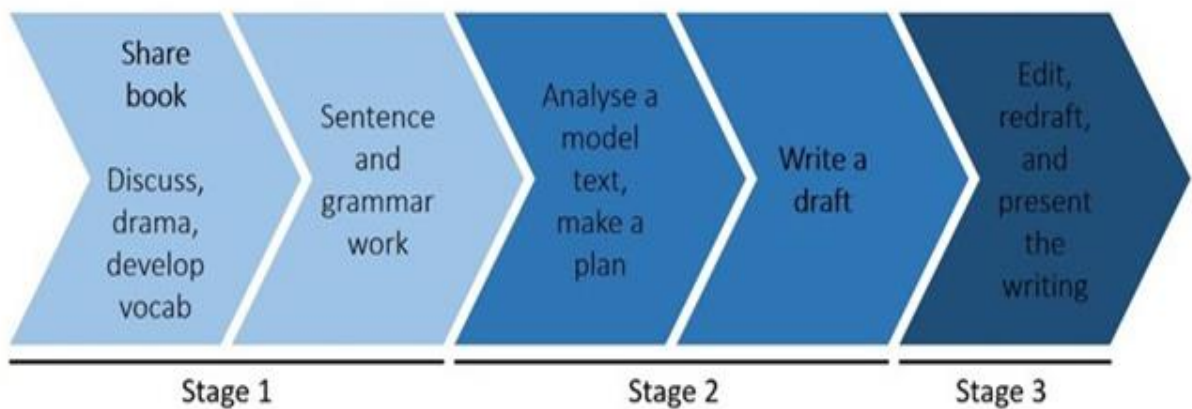 Share
book
Discuss,
drama,
develop
vocab
Sentence
and
grammar
work
Analyse a
model
text,
make a
plan
Write a
draft
Edit,
redraft,
and
present
the
writing
Stage 1
Stage 2
Stage 3